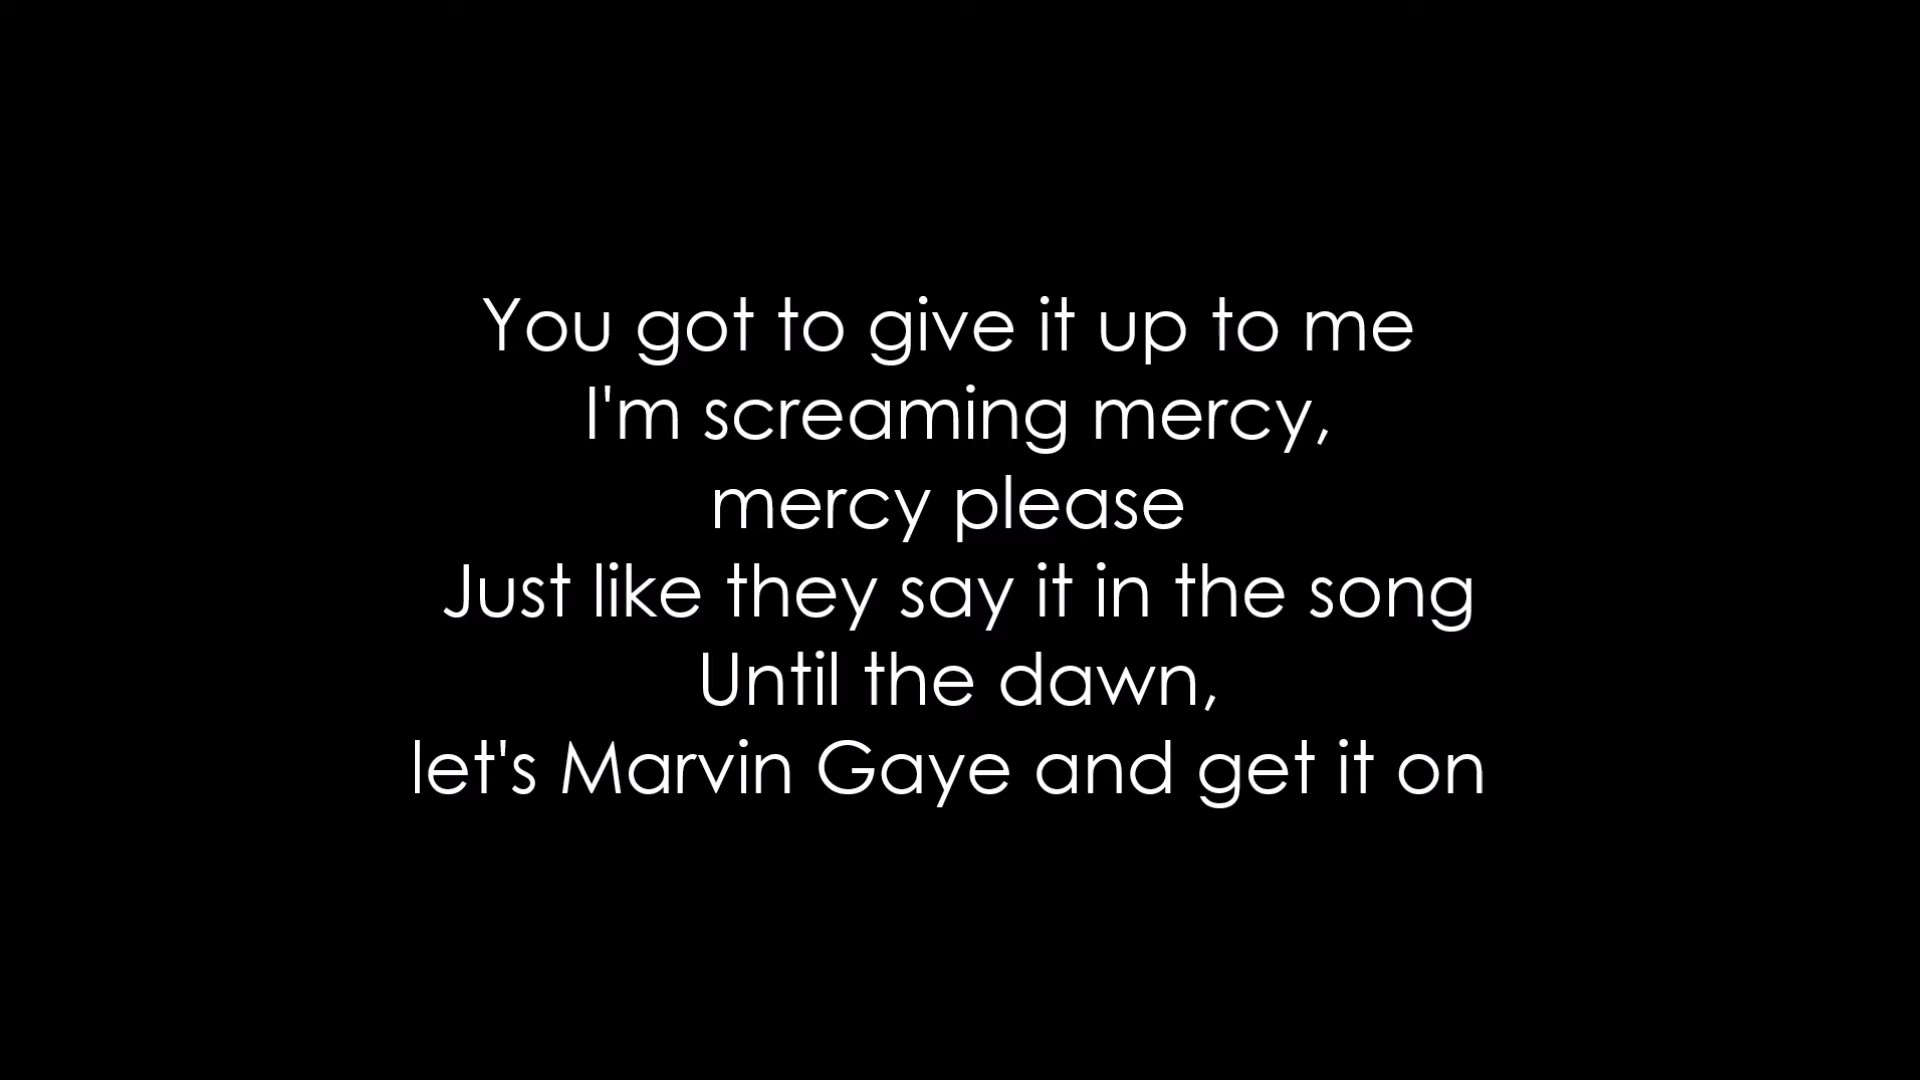 You got to give it up to me
I'm screaming mercy,
mercy please
Just like they say it in the song
Until the dawn,
let's Marvin Gaye and get it on